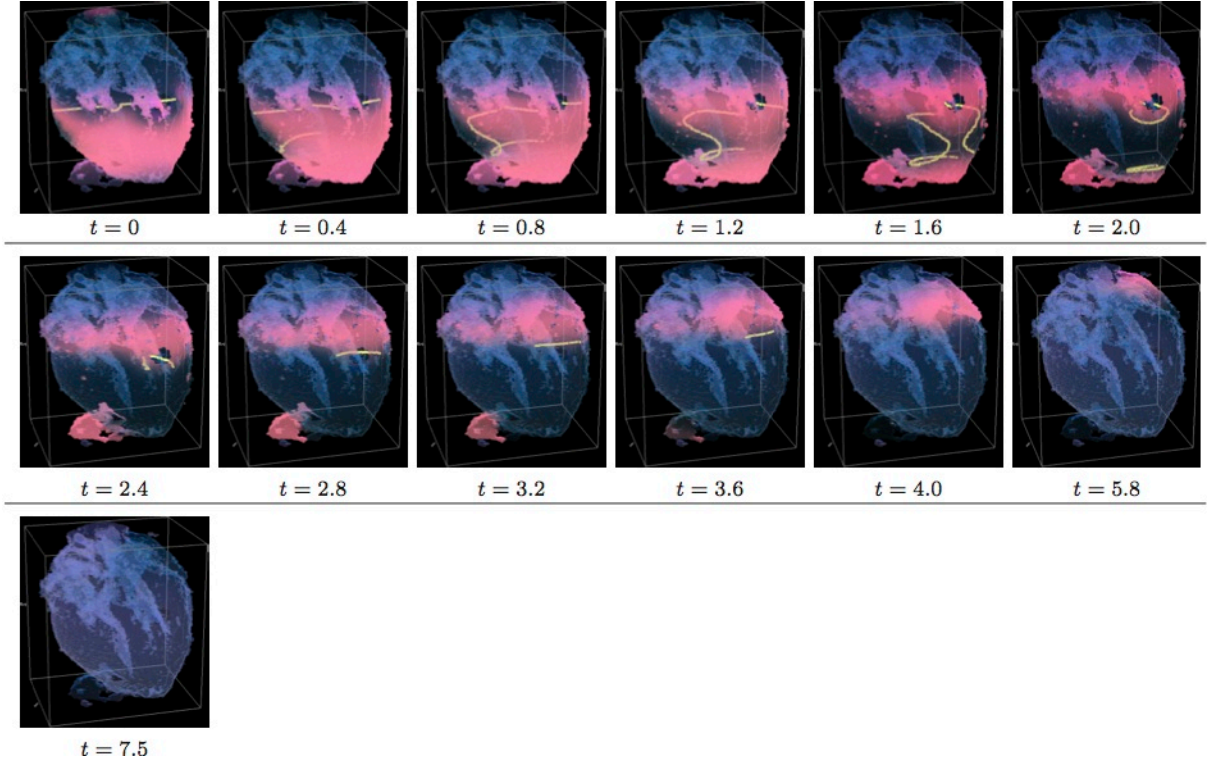 t = 0 t = 0.4 t = 0.8 t = 1.2 t = 1.6 t = 2.0
t = 2.4 t = 2.8 t = 3.2 t = 3.6 t = 4.0 t = 5.8
t = 7.5